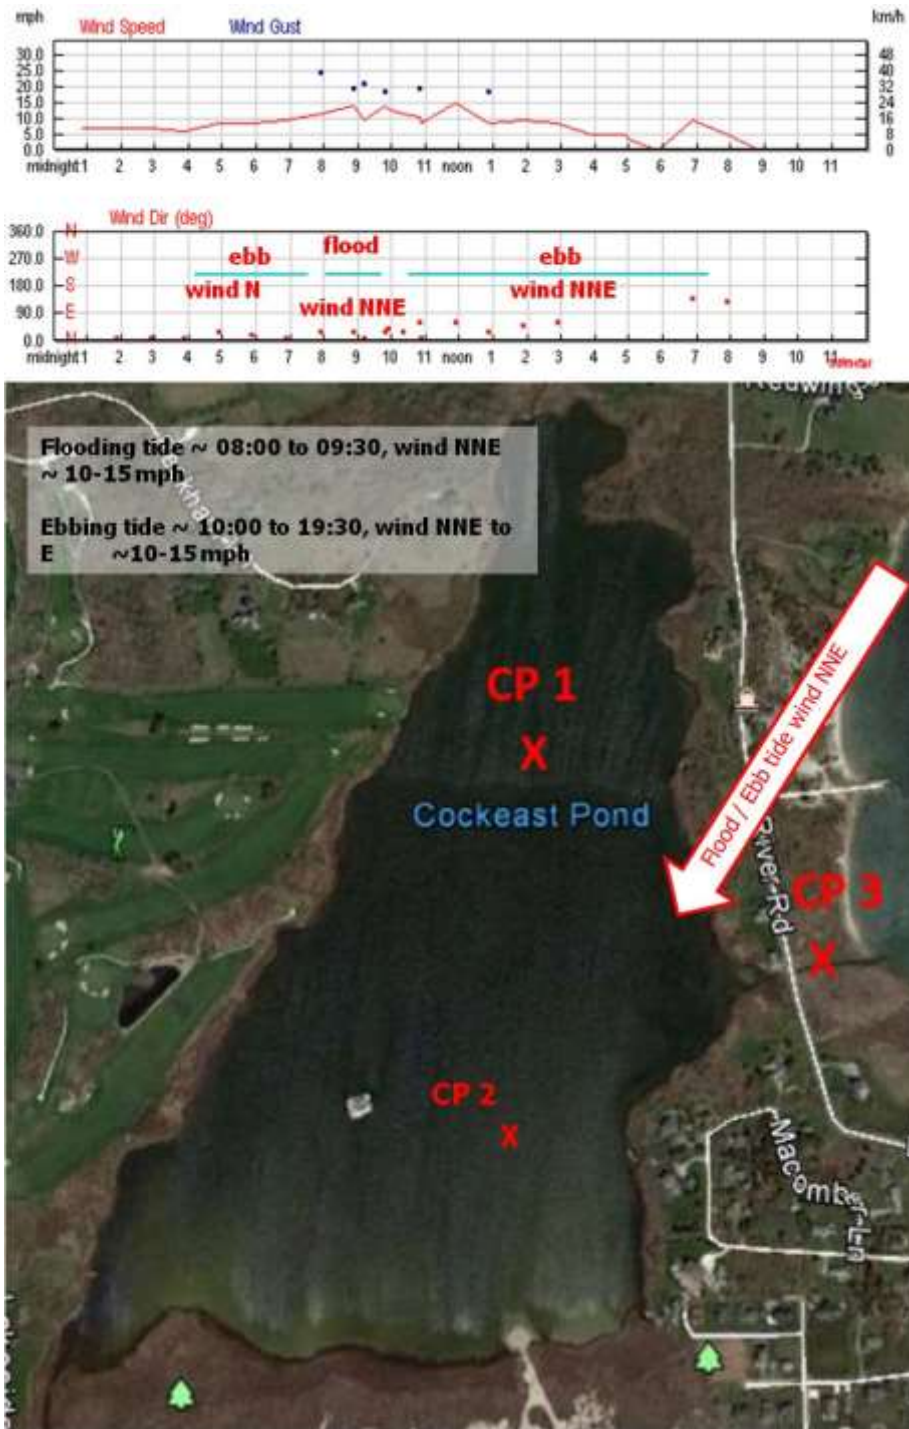 mph km/h
Wind Speed Wind Gust
30.0 48
25.0 40
20.0 32
15.0 24
10.0 16
5.0 8
0.0 0
midnight 1 2 3 4 5 6 7 8 9 10 11 noon 1 2 3 4 5 6 7 8 9 10 11
Wind Dir (deg)
360.0 N
270.0 W
180.0 S
90.0 E
0.0 N
ebb flood ebb
wind N wind NNE wind NNE
midnight 1 2 3 4 5 6 7 8 9 10 11 noon 1 2 3 4 5 6 7 8 9 10 11
Flooding tide ~ 08:00 to 09:30, wind NNE
~ 10-15 mph
Ebbing tide ~ 10:00 to 19:30, wind NNE to
E ~10-15 mph
Flood / Ebb tide wind NNE
CP 1
X
Cockeast Pond
River Rd
CP 3
X
CP 2
X
Macomber Ln